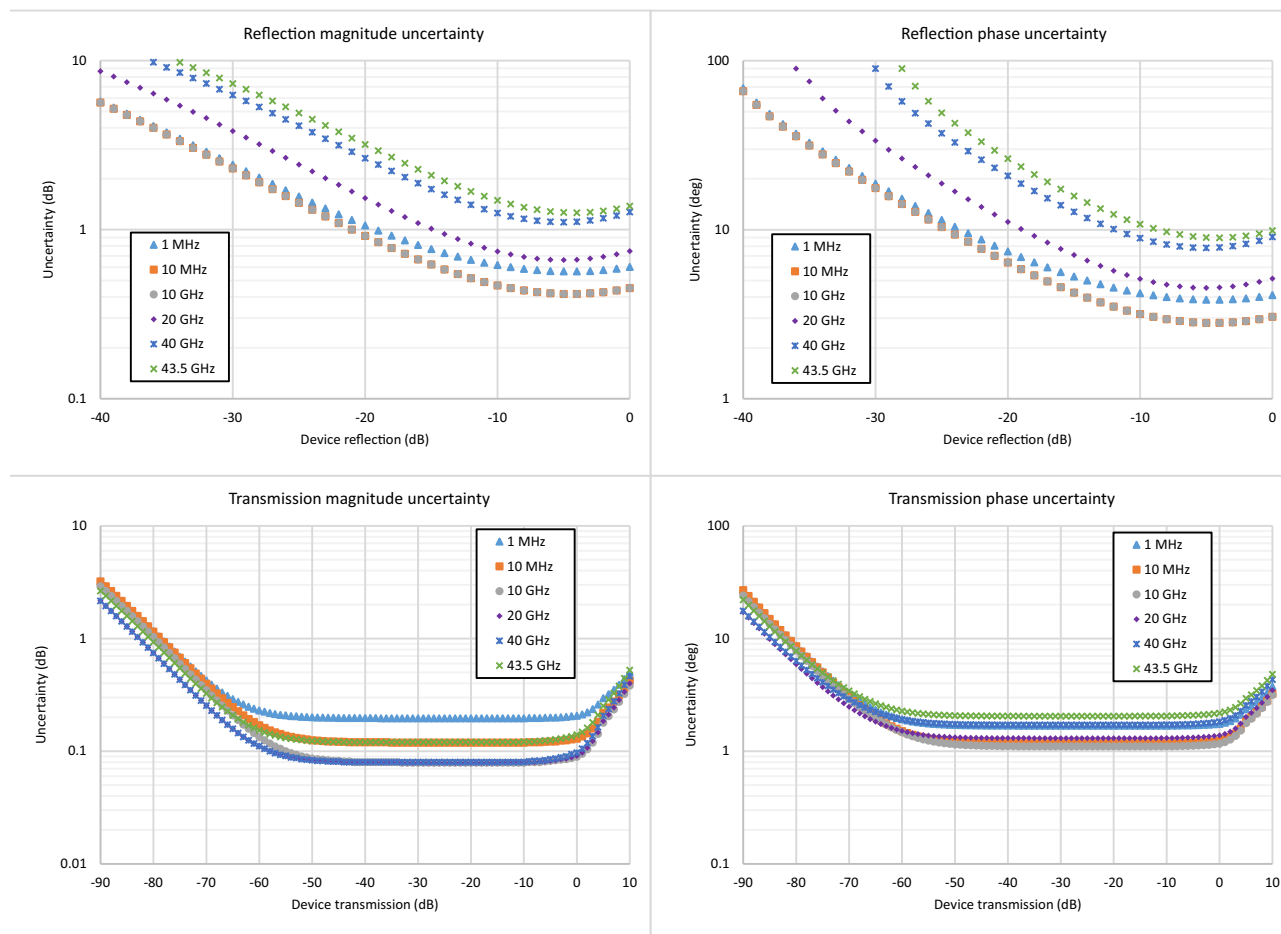 Reflection magnitude uncertainty
10
1
0.1
Uncertainty (dB)
1 MHz
10 MHz
10 GHz
20 GHz
40 GHz
43.5 GHz
-40
-30
-20
-10
0
Device reflection (dB)
Reflection phase uncertainty
100
10
1
Uncertainty (deg)
1 MHz
10 MHz
10 GHz
20 GHz
40 GHz
43.5 GHz
-40
-30
-20
-10
0
Device reflection (dB)
Transmission magnitude uncertainty
10
1
0.1
0.01
Uncertainty (dB)
1 MHz
10 MHz
10 GHz
20 GHz
40 GHz
43.5 GHz
-90
-80
-70
-60
-50
-40
-30
-20
-10
0
10
Device transmission (dB)
Transmission phase uncertainty
100
10
1
0.1
Uncertainty (deg)
1 MHz
10 MHz
10 GHz
20 GHz
40 GHz
43.5 GHz
-90
-80
-70
-60
-50
-40
-30
-20
-10
0
10
Device transmission (dB)